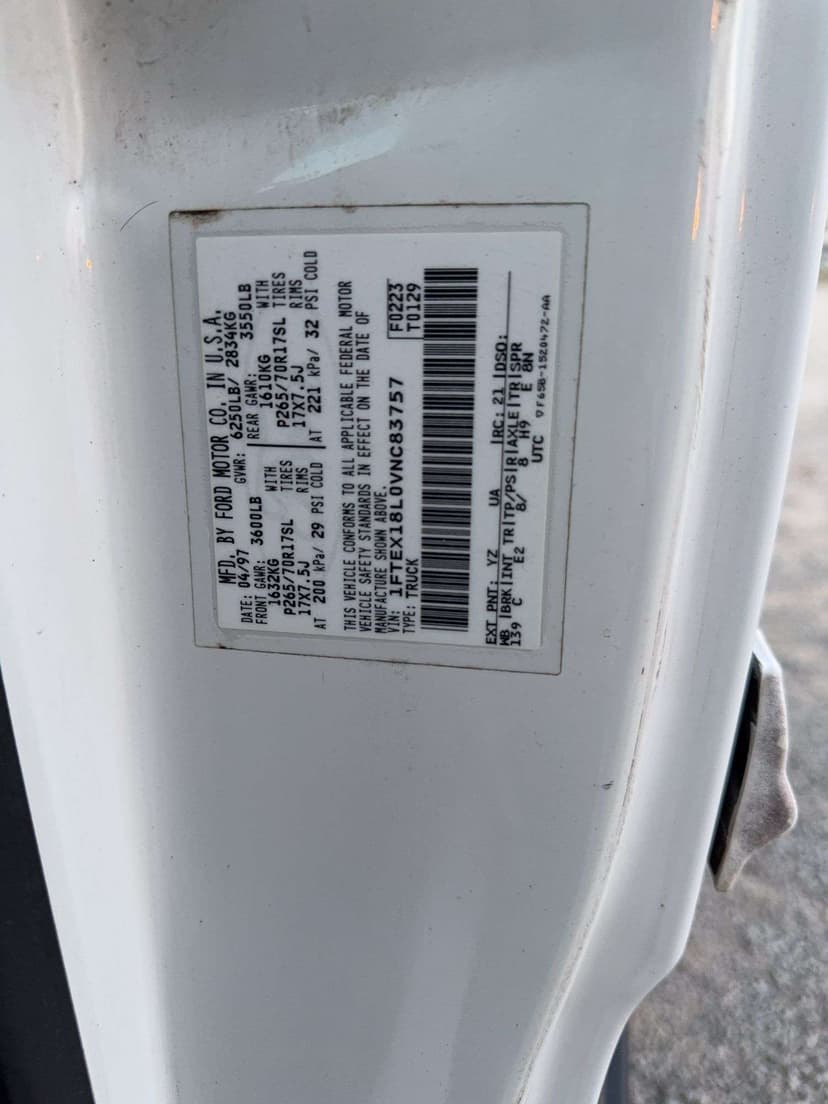 MFD. BY FORD MOTOR CO. IN U.S.A.
DATE: 04/97 GVWR: 6250LB/ 2834KG
FRONT GAWR: 3600LB REAR GAWR: 3550LB
1632KG WITH 1610KG WITH
P265/70R17SL TIRES P265/70R17SL TIRES
17X7.5J RIMS 17X7.5J RIMS
AT 200 kPa/ 29 PSI COLD AT 221 kPa/ 32 PSI COLD
THIS VEHICLE CONFORMS TO ALL APPLICABLE FEDERAL MOTOR
VEHICLE SAFETY STANDARDS IN EFFECT ON THE DATE OF
MANUFACTURE SHOWN ABOVE.
VIN: 1FTEX18L0VNC83757 F0223
TYPE: TRUCK T0129
EXT PNT: YZ UA RC: 21 DSO:
WB BRK INT TR TP/PS R AXLE TR SPR
139 C E2 8/ 8 H9 E 8N
UTC F65B-1520472-AA